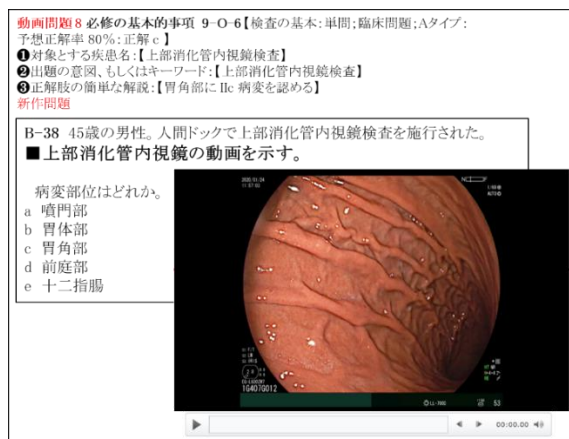 動画問題8 必修の基本的事項 9-O-6【検査の基本:単問;臨床問題;Aタイプ:
予想正解率 80%:正解 c 】
❶対象とする疾患名:【上部消化管内視鏡検査】
❷出題の意図、もしくはキーワード:【上部消化管内視鏡検査】
❸正解肢の簡単な解説:【胃角部に IIc 病変を認める】
新作問題
B-38 45歳の男性。人間ドックで上部消化管内視鏡検査を施行された。
■上部消化管内視鏡の動画を示す。
病変部位はどれか。
a 噴門部
b 胃体部
c 胃角部
d 前庭部
e 十二指腸
1G407G012
53
00:00.00